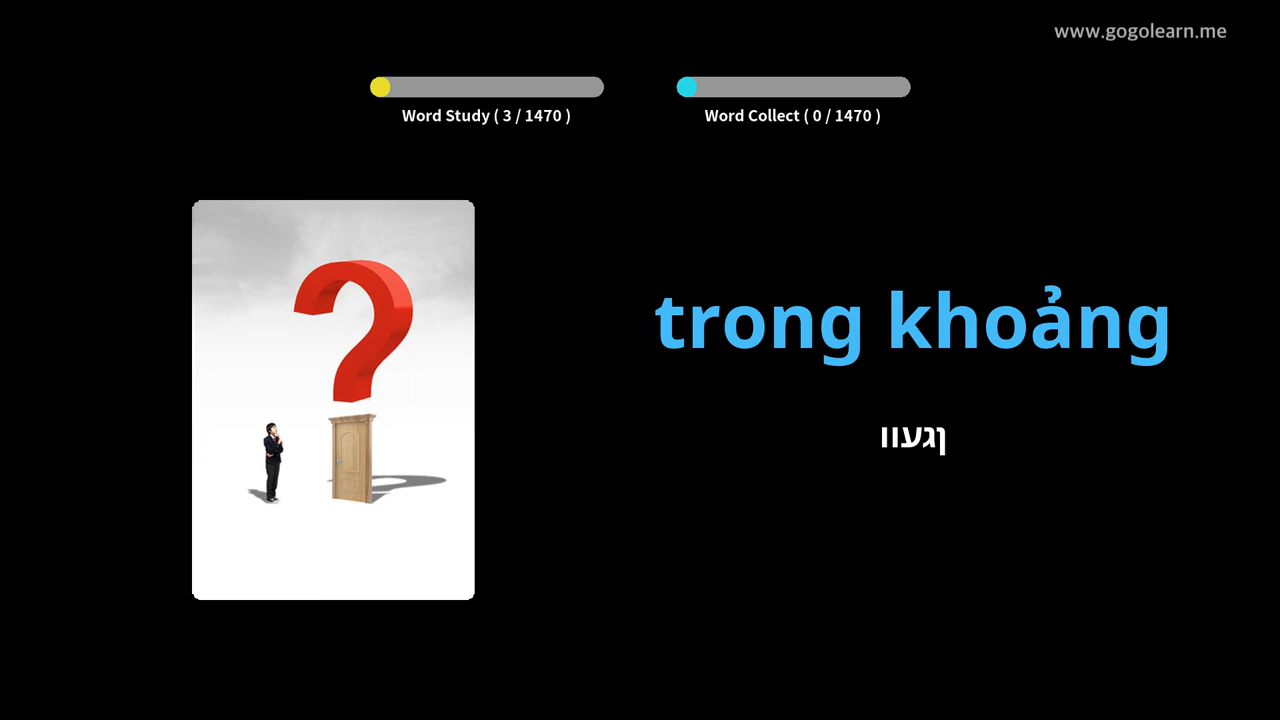 www.gogolearn.me
Word Study ( 3 / 1470 )
Word Collect ( 0 / 1470 )
trong khoảng
ןגעוו